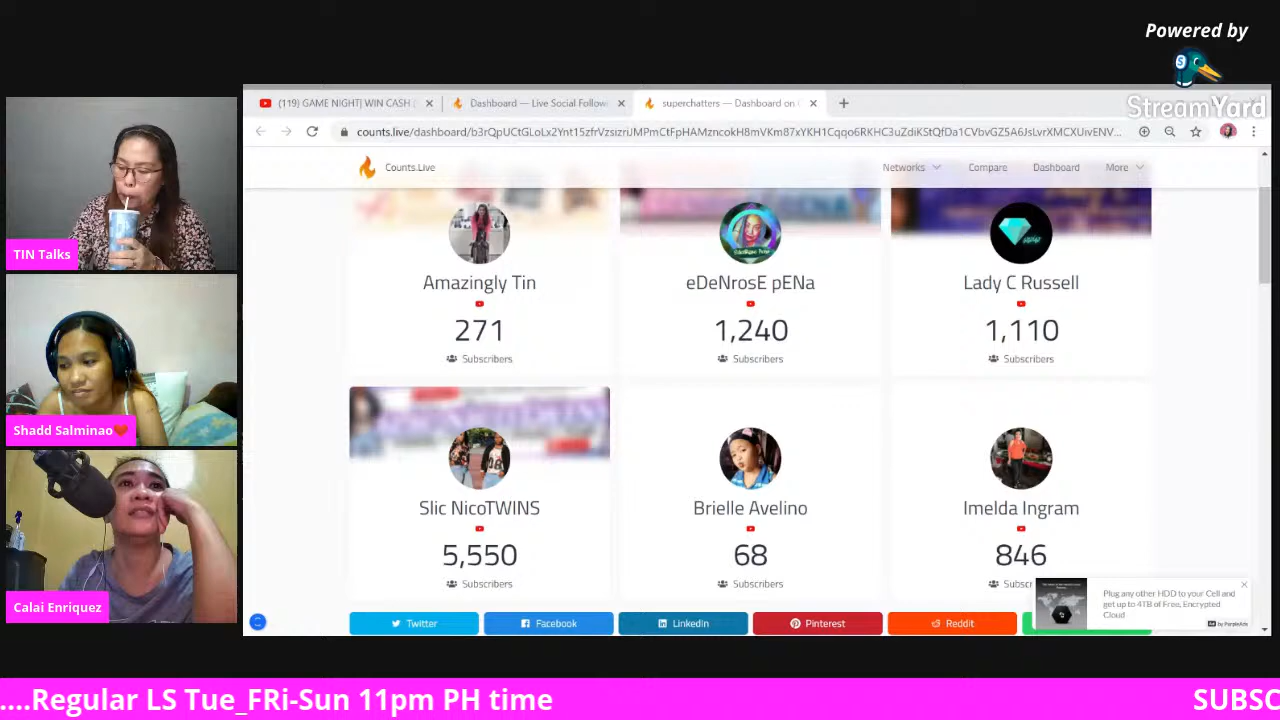 Powered by
StreamYard
TIN Talks
Shadd Salminao❤️
Calai Enriquez
(119) GAME NIGHT| WIN CASH
Dashboard — Live Social Follow
superchatters — Dashboard on
Counts.Live
Networks
Compare
Dashboard
More
Amazingly Tin
271
Subscribers
eDeNrosE pENa
1,240
Subscribers
Lady C Russell
1,110
Subscribers
Slic NicoTWINS
5,550
Subscribers
Brielle Avelino
68
Subscribers
Imelda Ingram
846
Subsc
Plug any other HDD to your Cell and
get up to 4TB of Free, Encrypted
Cloud
Ad by PurpleAds
Twitter
Facebook
LinkedIn
Pinterest
Reddit
....Regular LS Tue_FRi-Sun 11pm PH time
SUBSC